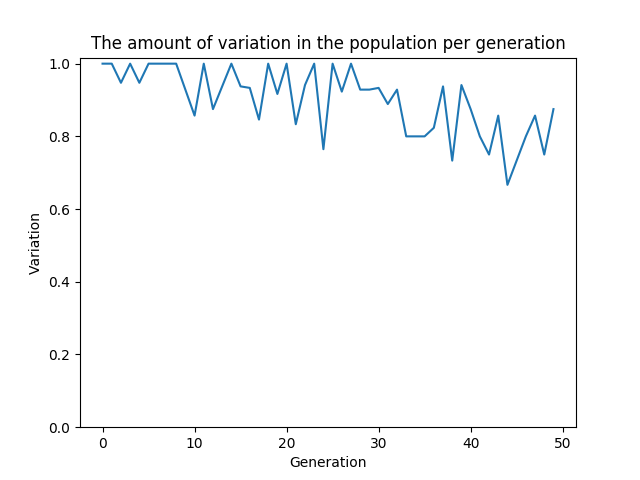 The amount of variation in the population per generation
1.0
0.8
0.6
0.4
0.2
0.0
Variation
0 10 20 30 40 50
Generation